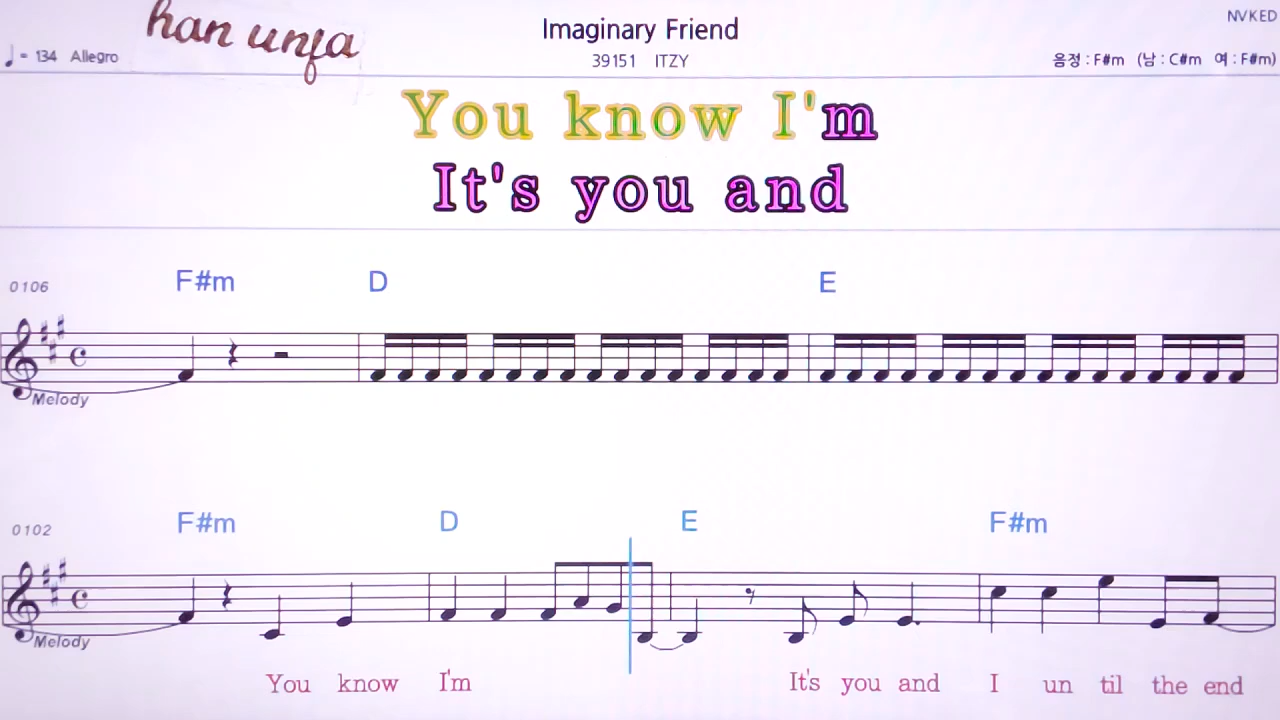 han unfa
Imaginary Friend
NVKED
♩= 134 Allegro
39151 ITZY
음정 : F#m (남 : C#m 여 : F#m)
You know I'm
It's you and
0106
F#m D E
Melody
0102
F#m D E F#m
Melody
You know I'm It's you and I un til the end